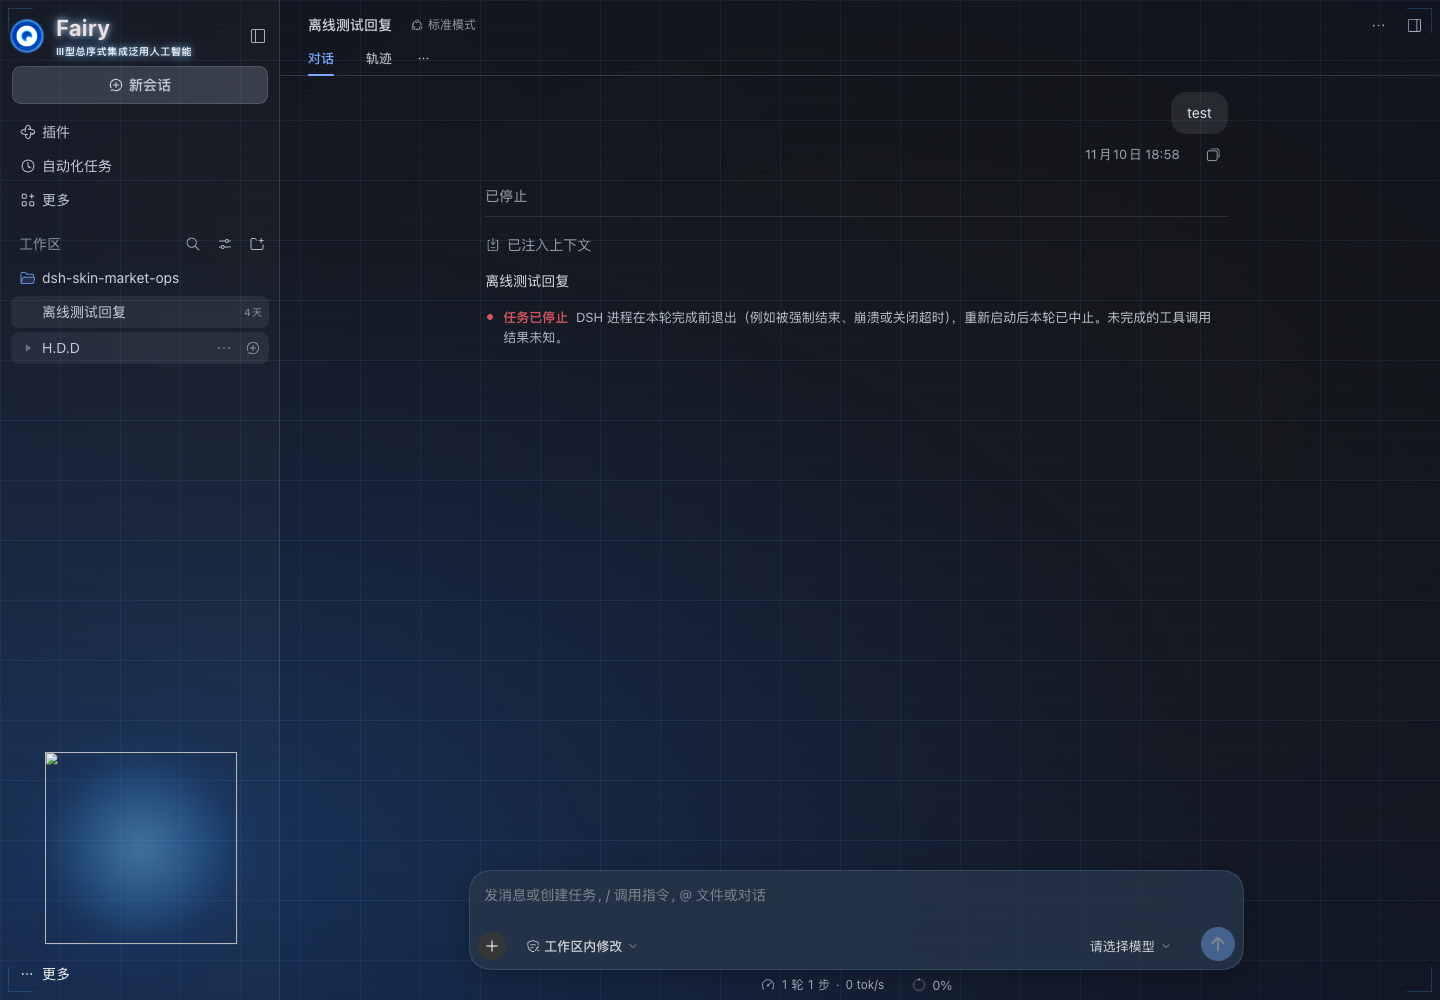 Fairy
III型总序式集成泛用人工智能
新会话
插件
自动化任务
更多
工作区
dsh-skin-market-ops
离线测试回复 4天
H.D.D
更多
离线测试回复 标准模式
对话 轨迹
test
11月10日 18:58
已停止
已注入上下文
离线测试回复
任务已停止 DSH 进程在本轮完成前退出（例如被强制结束、崩溃或关闭超时），重新启动后本轮已中止。未完成的工具调用
结果未知。
发消息或创建任务, / 调用指令, @ 文件或对话
工作区内修改 请选择模型
1 轮 1 步 · 0 tok/s 0%